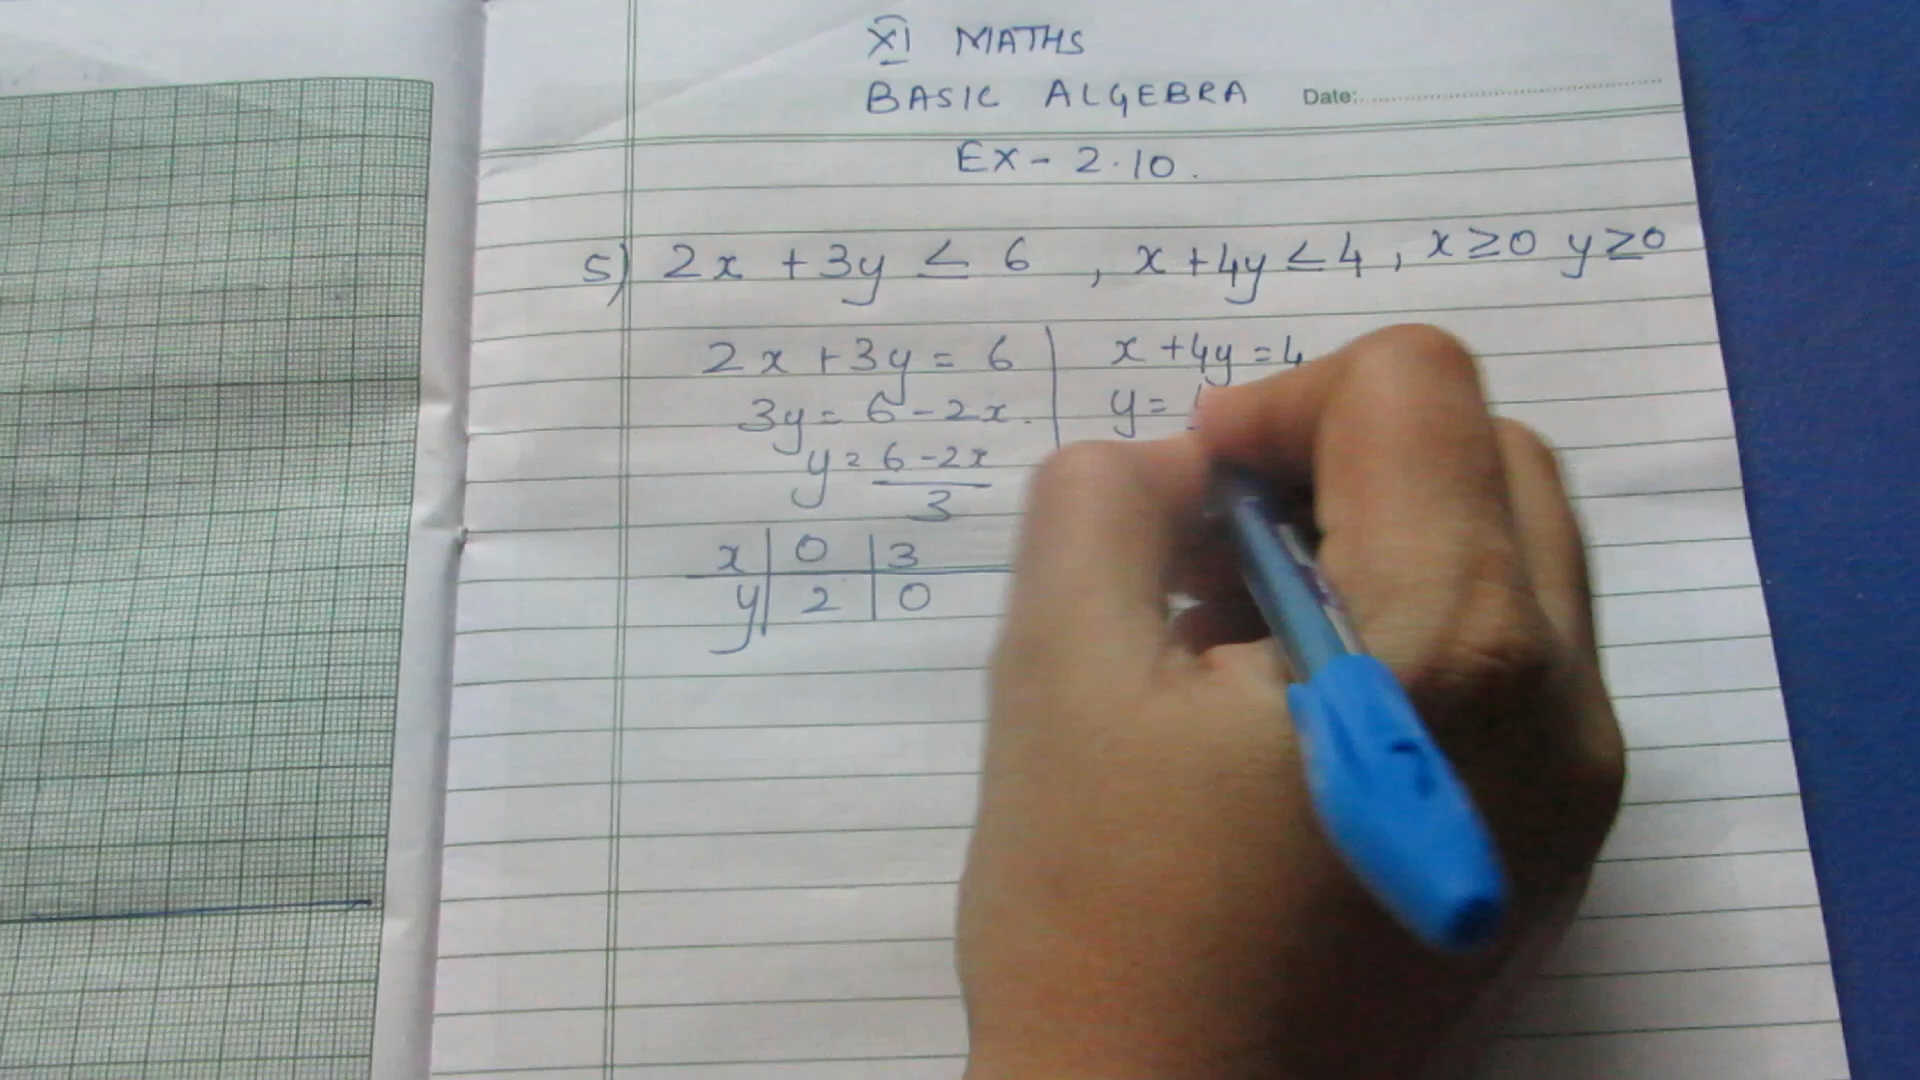 XI MATHS
BASIC ALGEBRA Date:
EX - 2.10.
5) 2x + 3y ≤ 6 , x + 4y ≤ 4 , x ≥ 0 y ≥ 0
2x + 3y = 6
3y = 6 - 2x.
y = 6 - 2x / 3
x | 0 | 3
y | 2 | 0
x + 4y = 4
y =